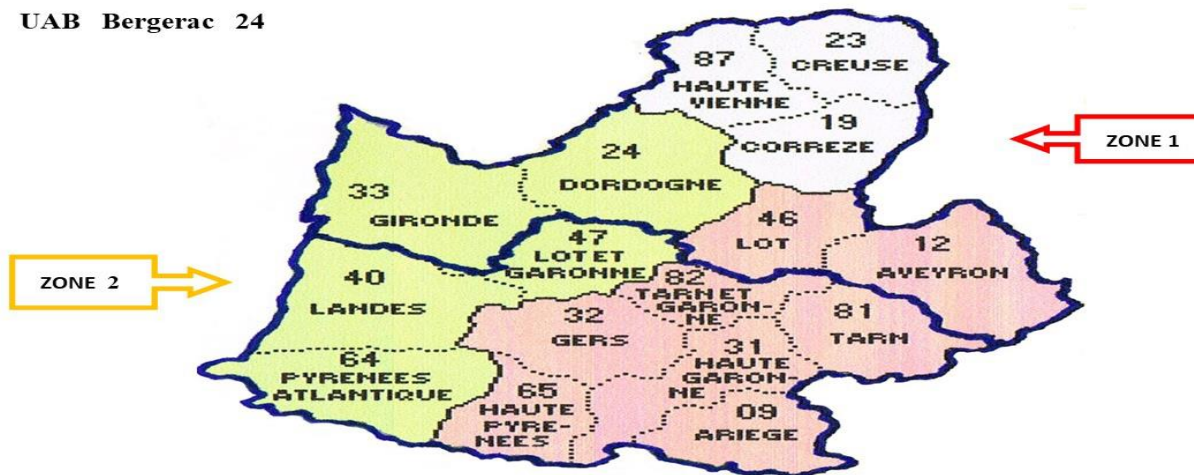 UAB Bergerac 24
23
CREUSE
87
HAUTE
VIENNE
19
CORREZE
ZONE 1
24
DORDOGNE
33
GIRONDE
46
LOT
12
AVEYRON
47
LOT ET
GARONNE
ZONE 2
40
LANDES
82
TARN ET
GARON-
NE
81
TARN
32
GERS
31
HAUTE
GARON-
NE
64
PYRENEES
ATLANTIQUE
65
HAUTE
PYRE-
NEES
09
ARIEGE